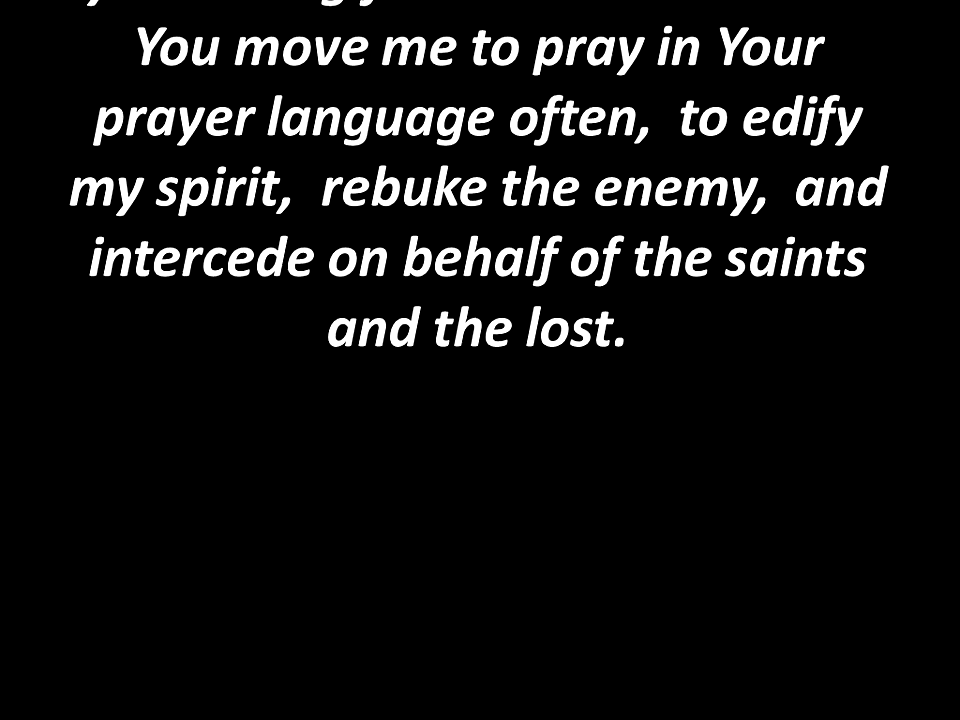 You move me to pray in Your
prayer language often,  to edify
my spirit,  rebuke the enemy,  and
intercede on behalf of the saints
and the lost.